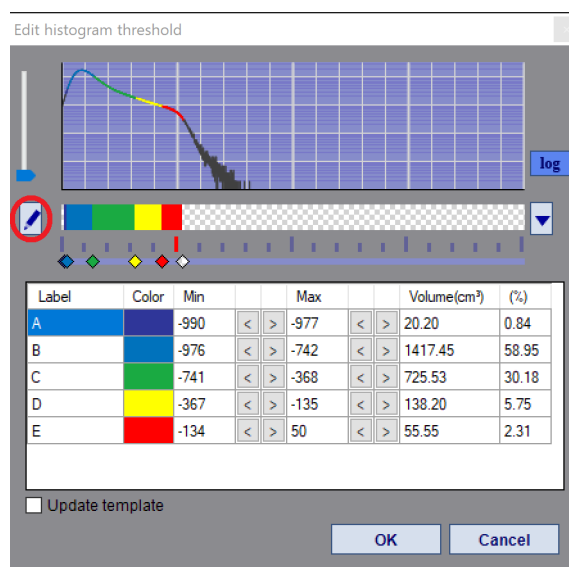 Edit histogram threshold
log
Label Color Min Max Volume(cm³) (%)
A -990 < > -977 < > 20.20 0.84
B -976 < > -742 < > 1417.45 58.95
C -741 < > -368 < > 725.53 30.18
D -367 < > -135 < > 138.20 5.75
E -134 < > 50 < > 55.55 2.31
Update template
OK Cancel